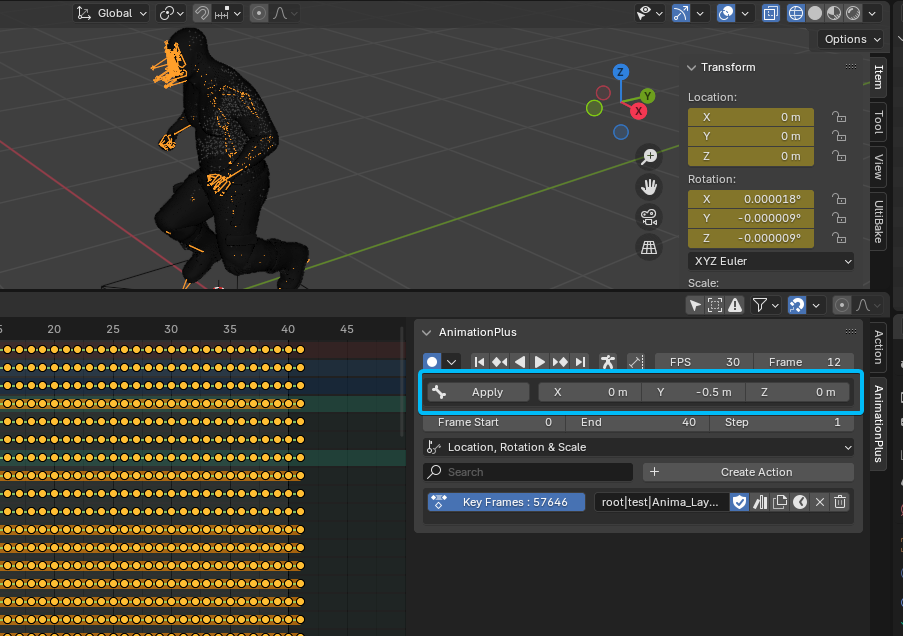 Global
Options
Transform
Location:
X 0 m
Y 0 m
Z 0 m
Rotation:
X 0.000018°
Y -0.000009°
Z -0.000009°
XYZ Euler
Scale:
Z
Y
X
Item
Tool
View
UltiBake
5 20 25 30 35 40 45
AnimationPlus
FPS 30 Frame 12
Apply X 0 m Y -0.5 m Z 0 m
Frame Start 0 End 40 Step 1
Location, Rotation & Scale
Search Create Action
Key Frames : 57646 root|test|Anima_Lay...
Action
AnimationPlus